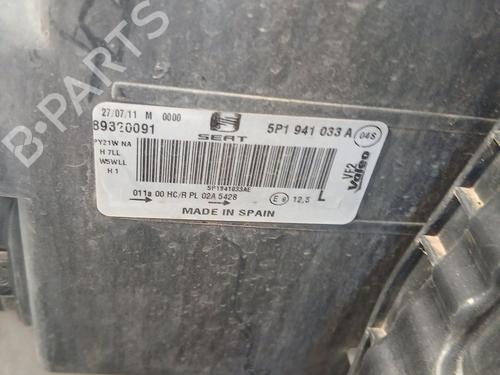 B-PARTS
27/07/11 M 0000
89320091
SEAT
5P1 941 033 A 04S
PY21W NA
H 7LL
W5WLL
H 1
5P1941033AE
VF2
Valeo
011a 00 HC/R PL 02A 5428
E 9 12,5 L
MADE IN SPAIN